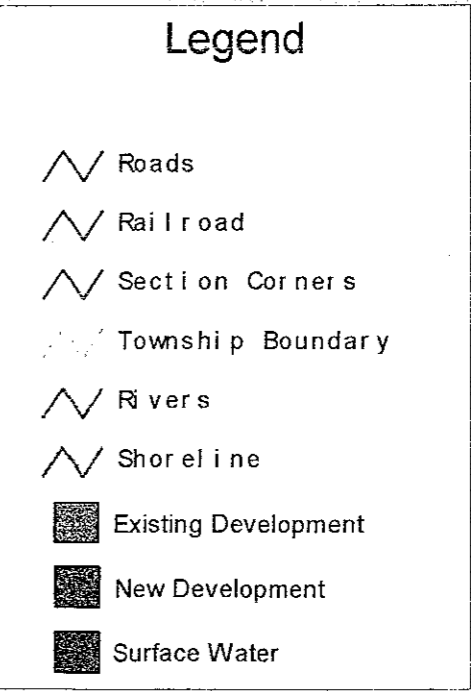 Legend
Roads
Railroad
Section Corners
Township Boundary
Rivers
Shoreline
Existing Development
New Development
Surface Water